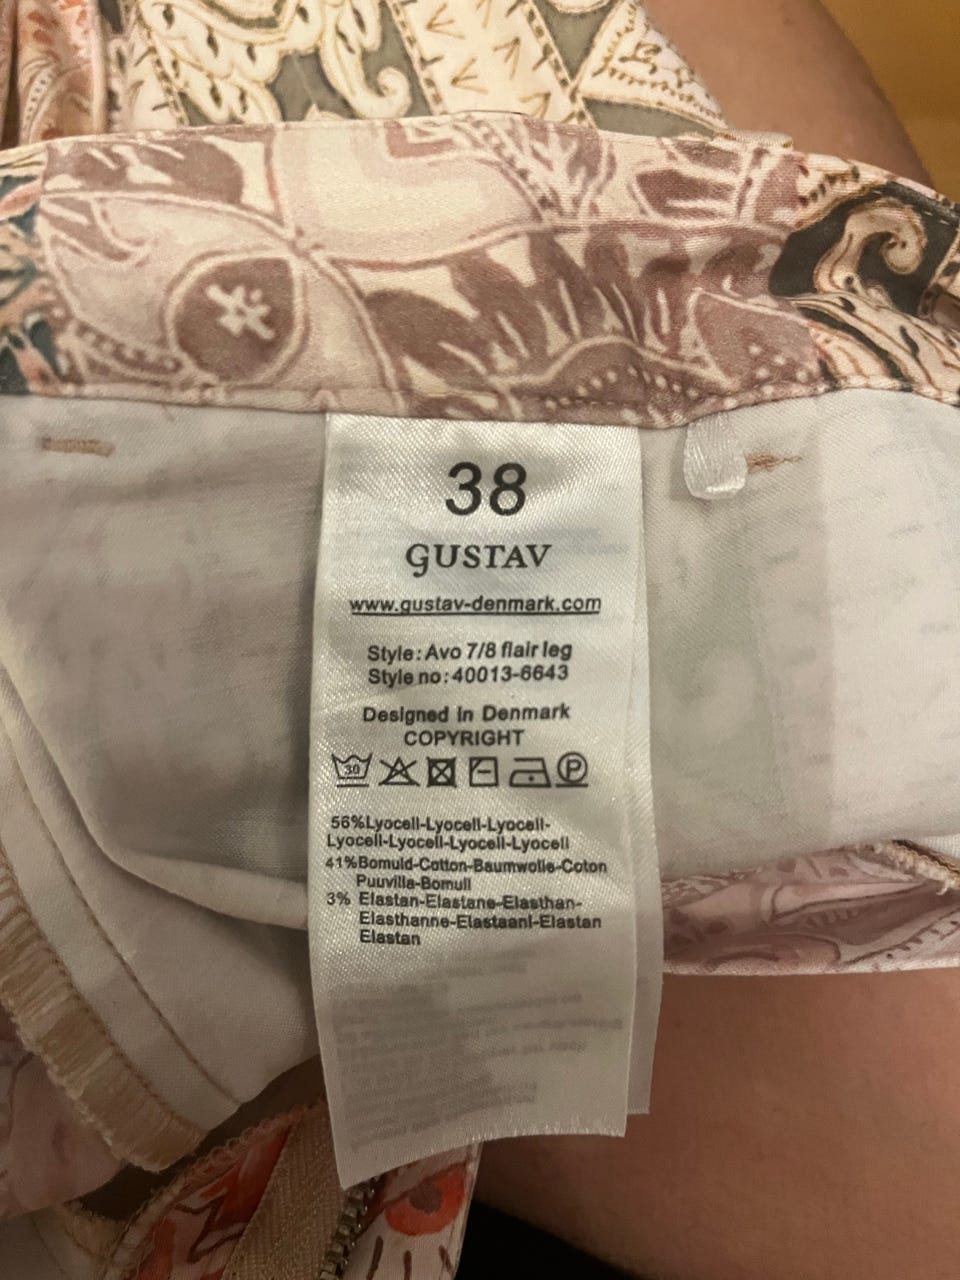 38
GUSTAV
www.gustav-denmark.com
Style: Avo 7/8 flair leg
Style no: 40013-6643
Designed in Denmark
COPYRIGHT
30 P
56%Lyocell-Lyocell-Lyocell-
Lyocell-Lyocell-Lyocell-Lyocell
41%Bomuld-Cotton-Baumwolle-Coton
Puuvilla-Bomull
3% Elastan-Elastane-Elasthan-
Elasthanne-Elastaani-Elastan
Elastan